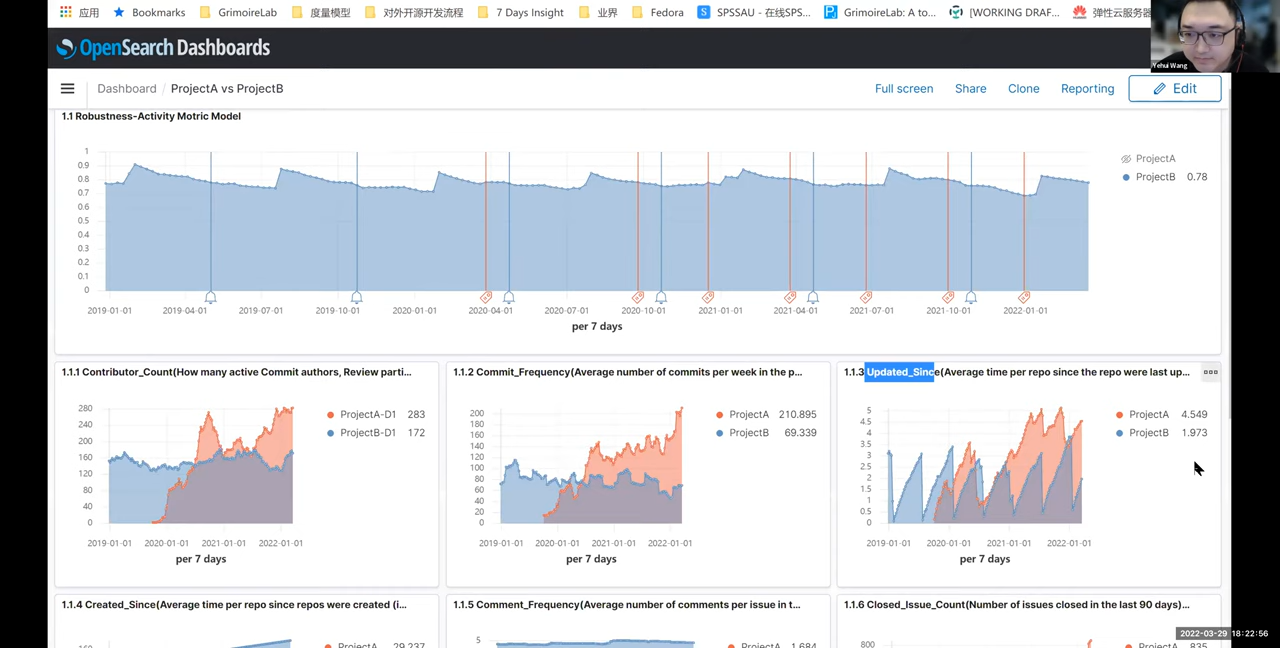 应用 Bookmarks GrimoireLab 度量模型 对外开源开发流程 7 Days Insight 业界 Fedora SPSSAU - 在线SPS... GrimoireLab: A to... [WORKING DRAF... 弹性云服务器
Yehui Wang
OpenSearch Dashboards
Dashboard / ProjectA vs ProjectB Full screen Share Clone Reporting Edit
1.1 Robustness-Activity Motric Model
1
0.9
0.8
0.7
0.6
0.5
0.4
0.3
0.2
0.1
0
2019-01-01 2019-04-01 2019-07-01 2019-10-01 2020-01-01 2020-04-01 2020-07-01 2020-10-01 2021-01-01 2021-04-01 2021-07-01 2021-10-01 2022-01-01
per 7 days
ProjectA
ProjectB 0.78
1.1.1 Contributor_Count(How many active Commit authors, Review parti...
280
240
200
160
120
80
40
0
2019-01-01 2020-01-01 2021-01-01 2022-01-01
per 7 days
ProjectA-D1 283
ProjectB-D1 172
1.1.2 Commit_Frequency(Average number of commits per week in the p...
200
180
160
140
120
100
80
60
40
20
0
2019-01-01 2020-01-01 2021-01-01 2022-01-01
per 7 days
ProjectA 210.895
ProjectB 69.339
1.1.3 Updated_Since(Average time per repo since the repo were last up...
5
4.5
4
3.5
3
2.5
2
1.5
1
0.5
0
2019-01-01 2020-01-01 2021-01-01 2022-01-01
per 7 days
ProjectA 4.549
ProjectB 1.973
1.1.4 Created_Since(Average time per repo since repos were created (i...
160
ProjectA 29.237
1.1.5 Comment_Frequency(Average number of comments per issue in t...
5
ProjectA 1.684
1.1.6 Closed_Issue_Count(Number of issues closed in the last 90 days)...
800
ProjectA 835
2022-03-29 18:22:56